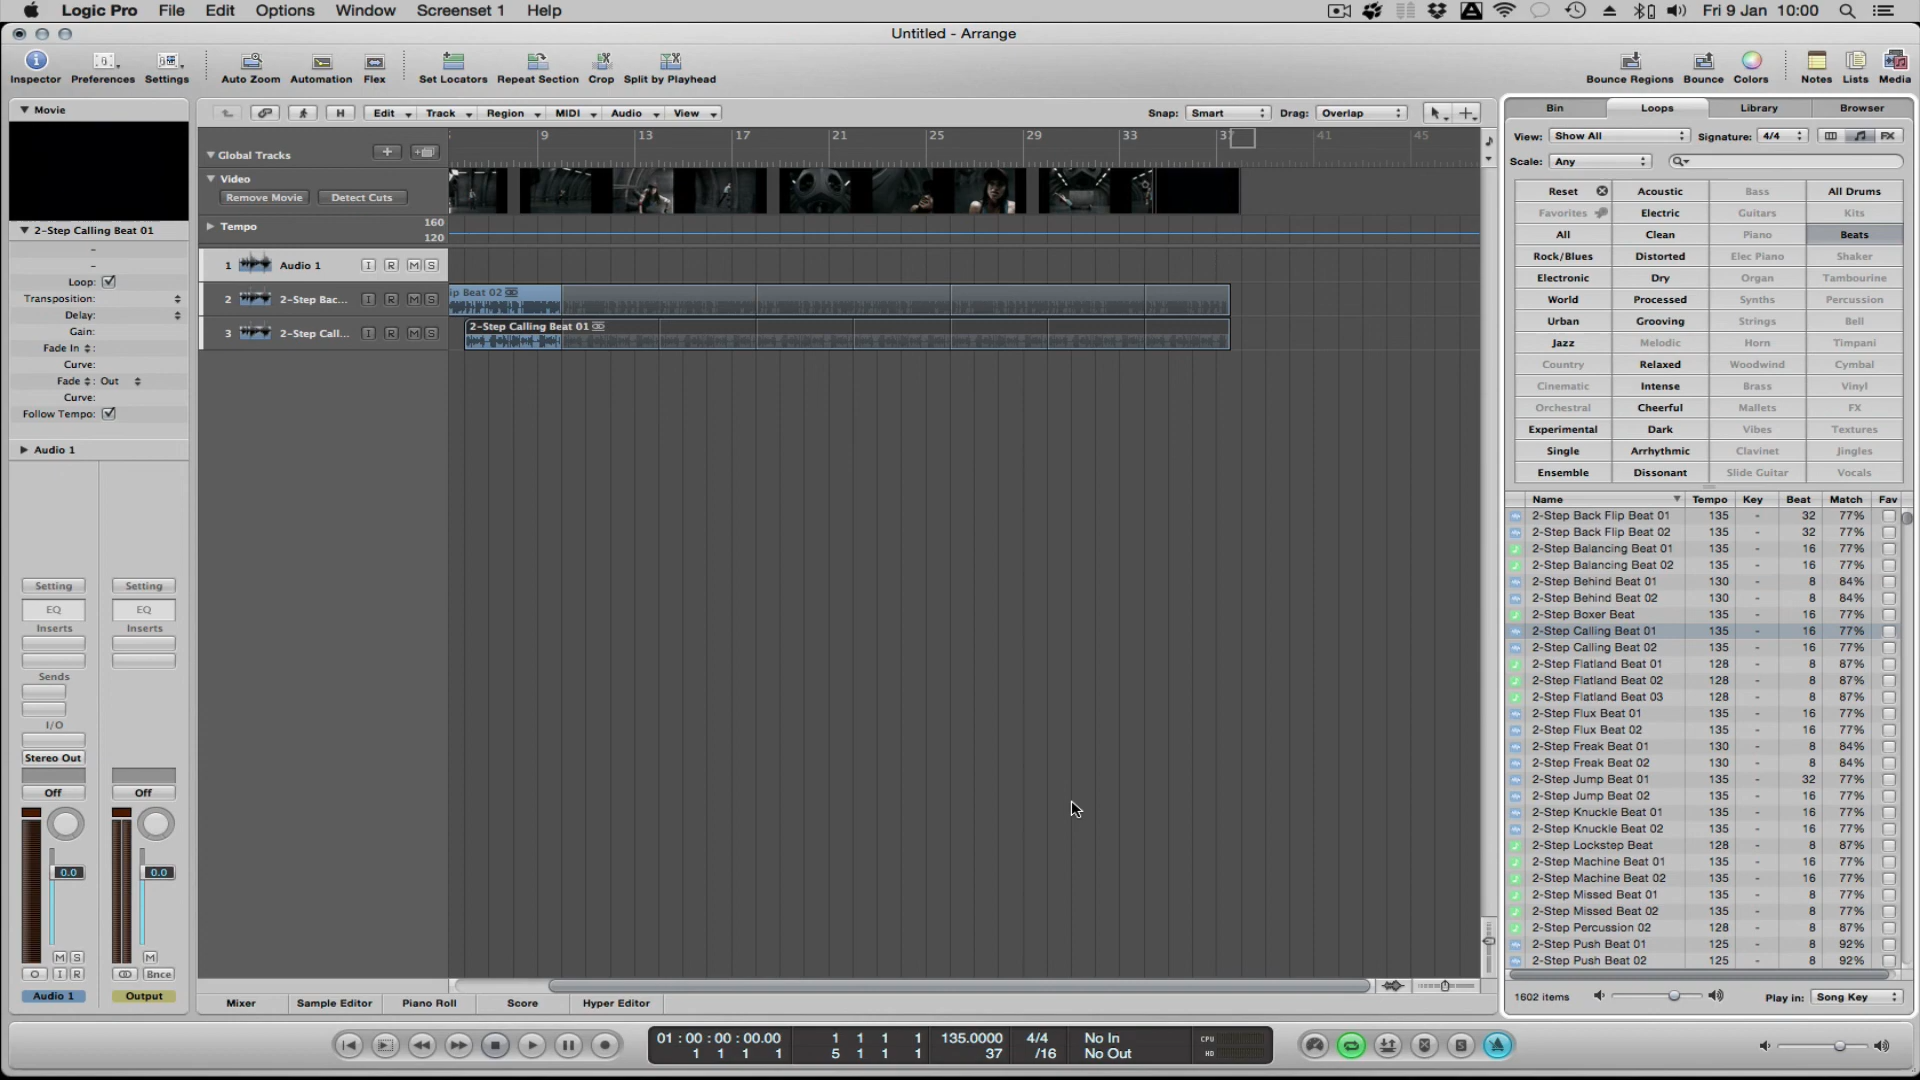 Logic Pro File Edit Options Window Screenset 1 Help Fri 9 Jan 10:00
Untitled - Arrange
Inspector Preferences Settings Auto Zoom Automation Flex Set Locators Repeat Section Crop Split by Playhead Bounce Regions Bounce Colors Notes Lists Media
Movie
H Edit Track Region MIDI Audio View Snap: Smart Drag: Overlap
Bin Loops Library Browser
View: Show All Signature: 4/4 FX
Scale: Any
9 13 17 21 25 29 33 37 41 45
Global Tracks
Video
Remove Movie Detect Cuts
Tempo 160
120
2-Step Calling Beat 01
-
-
Loop:
Transposition:
Delay:
Gain:
Fade In :
Curve:
Fade : Out
Curve:
Follow Tempo:
Audio 1
1 Audio 1 I R M S
2 2-Step Bac... I R M S
ip Beat 02
3 2-Step Call... I R M S
2-Step Calling Beat 01
Reset Acoustic Bass All Drums
Favorites Electric Guitars Kits
All Clean Piano Beats
Rock/Blues Distorted Elec Piano Shaker
Electronic Dry Organ Tambourine
World Processed Synths Percussion
Urban Grooving Strings Bell
Jazz Melodic Horn Timpani
Country Relaxed Woodwind Cymbal
Cinematic Intense Brass Vinyl
Orchestral Cheerful Mallets FX
Experimental Dark Vibes Textures
Single Arrhythmic Clavinet Jingles
Ensemble Dissonant Slide Guitar Vocals
Name Tempo Key Beat Match Fav
2-Step Back Flip Beat 01 135 - 32 77%
2-Step Back Flip Beat 02 135 - 32 77%
2-Step Balancing Beat 01 135 - 16 77%
2-Step Balancing Beat 02 135 - 16 77%
2-Step Behind Beat 01 130 - 8 84%
2-Step Behind Beat 02 130 - 8 84%
2-Step Boxer Beat 135 - 16 77%
2-Step Calling Beat 01 135 - 16 77%
2-Step Calling Beat 02 135 - 16 77%
2-Step Flatland Beat 01 128 - 8 87%
2-Step Flatland Beat 02 128 - 8 87%
2-Step Flatland Beat 03 128 - 8 87%
2-Step Flux Beat 01 135 - 16 77%
2-Step Flux Beat 02 135 - 16 77%
2-Step Freak Beat 01 130 - 8 84%
2-Step Freak Beat 02 130 - 8 84%
2-Step Jump Beat 01 135 - 32 77%
2-Step Jump Beat 02 135 - 16 77%
2-Step Knuckle Beat 01 135 - 16 77%
2-Step Knuckle Beat 02 135 - 16 77%
2-Step Lockstep Beat 128 - 8 87%
2-Step Machine Beat 01 135 - 16 77%
2-Step Machine Beat 02 135 - 16 77%
2-Step Missed Beat 01 135 - 8 77%
2-Step Missed Beat 02 135 - 8 77%
2-Step Percussion 02 128 - 8 87%
2-Step Push Beat 01 125 - 8 92%
2-Step Push Beat 02 125 - 8 92%
1602 items Play in: Song Key
Setting Setting
EQ EQ
Inserts Inserts
Sends
I/O
Stereo Out
Off Off
0.0 0.0
M S M
O I R Bnce
Audio 1 Output
Mixer Sample Editor Piano Roll Score Hyper Editor
01:00:00:00.00 1 1 1 1 135.0000 4/4 No In CPU
1 1 1 1 5 1 1 1 37 /16 No Out HD
S